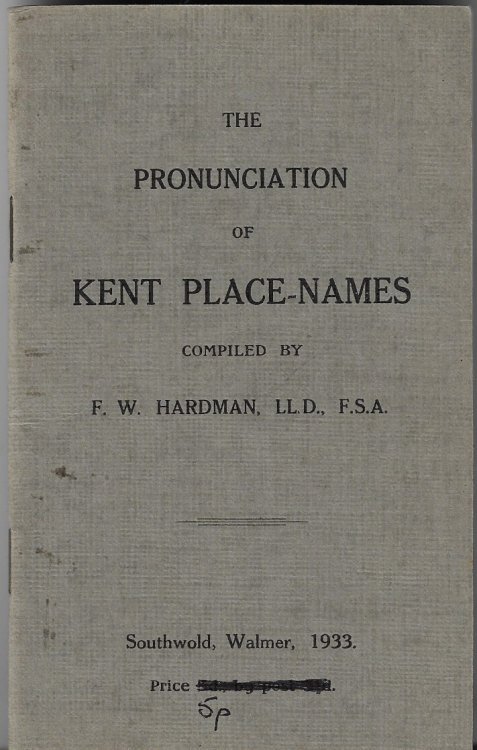 THE
PRONUNCIATION
OF
KENT PLACE-NAMES
COMPILED BY
F. W. HARDMAN, LL.D., F.S.A.
Southwold, Walmer, 1933.
Price
5p